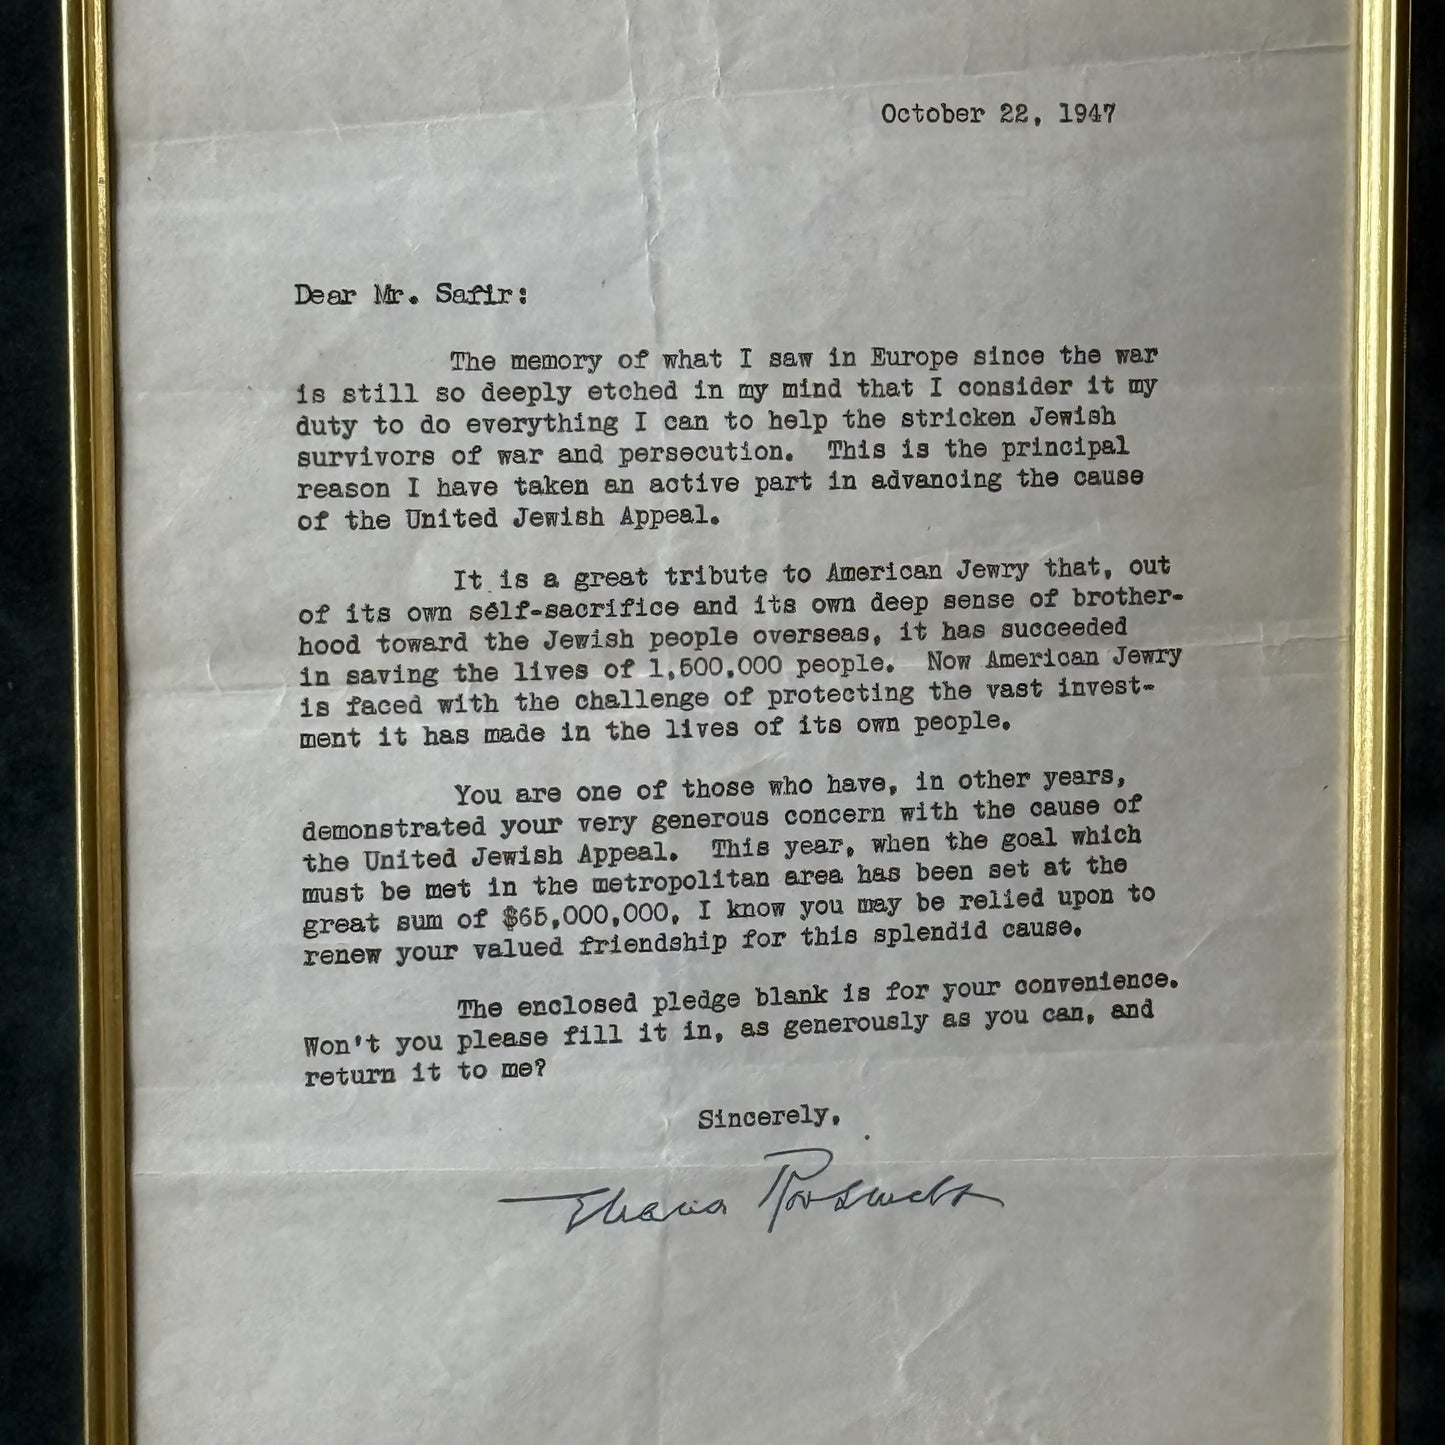 October 22, 1947
Dear Mr. Safir:
The memory of what I saw in Europe since the war
is still so deeply etched in my mind that I consider it my
duty to do everything I can to help the stricken Jewish
survivors of war and persecution. This is the principal
reason I have taken an active part in advancing the cause
of the United Jewish Appeal.
It is a great tribute to American Jewry that, out
of its own self-sacrifice and its own deep sense of brother-
hood toward the Jewish people overseas, it has succeeded
in saving the lives of 1,500,000 people. Now American Jewry
is faced with the challenge of protecting the vast invest-
ment it has made in the lives of its own people.
You are one of those who have, in other years,
demonstrated your very generous concern with the cause of
the United Jewish Appeal. This year, when the goal which
must be met in the metropolitan area has been set at the
great sum of $65,000,000, I know you may be relied upon to
renew your valued friendship for this splendid cause.
The enclosed pledge blank is for your convenience.
Won't you please fill it in, as generously as you can, and
return it to me?
Sincerely,
Eleanor Roosevelt